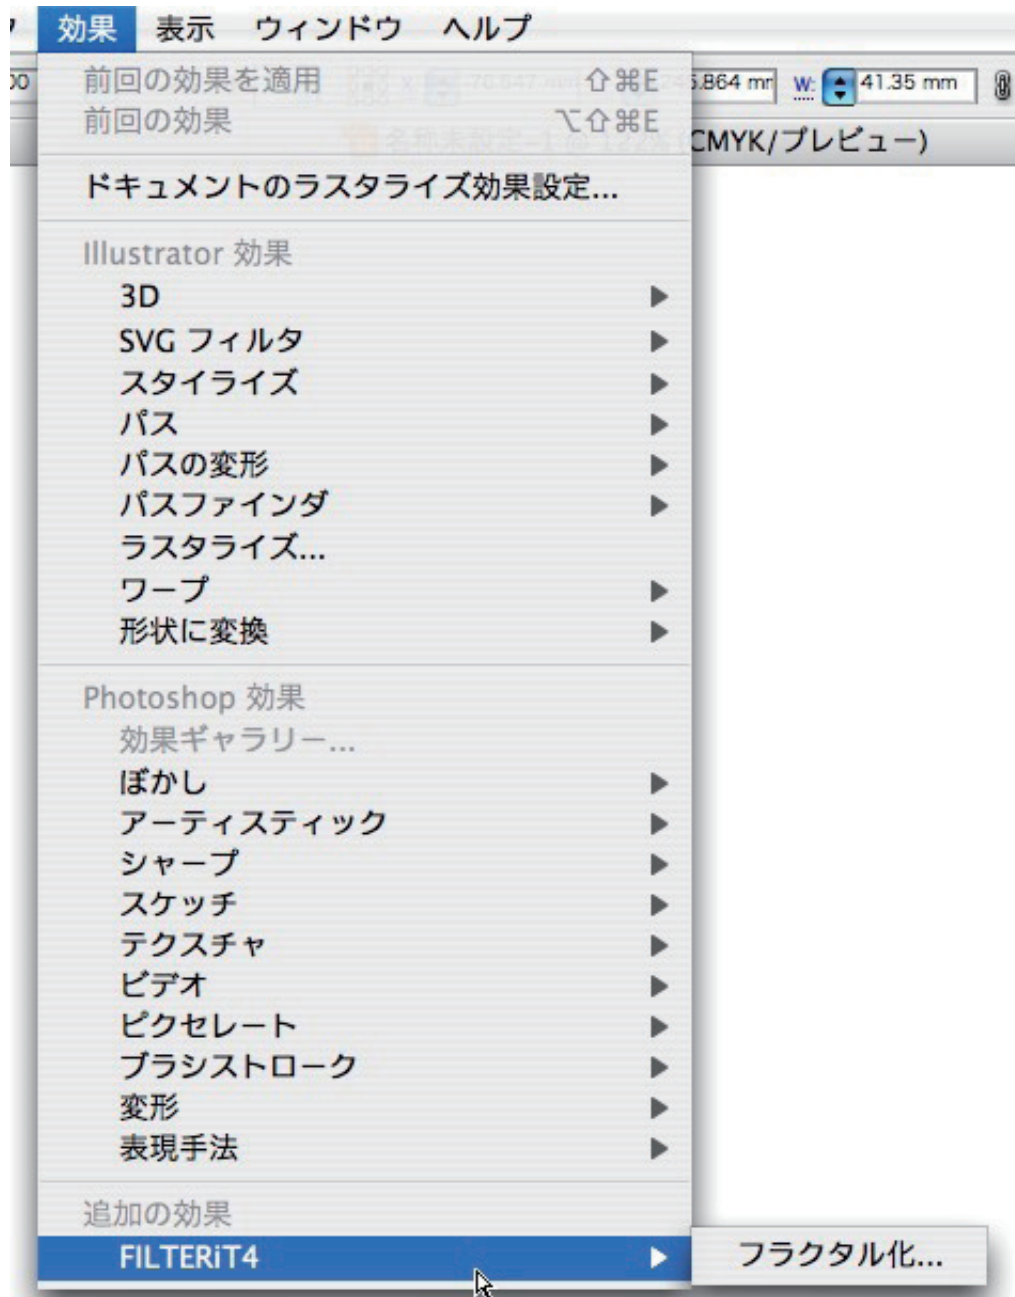 効果 表示 ウィンドウ ヘルプ
前回の効果を適用 ⇧⌘E
前回の効果 ⌥⇧⌘E
.864 mm W: 41.35 mm
名称未設定-1 @ 122% (CMYK/プレビュー)
ドキュメントのラスタライズ効果設定...
Illustrator 効果
3D
SVG フィルタ
スタイライズ
パス
パスの変形
パスファインダ
ラスタライズ...
ワープ
形状に変換
Photoshop 効果
効果ギャラリー...
ぼかし
アーティスティック
シャープ
スケッチ
テクスチャ
ビデオ
ピクセレート
ブラシストローク
変形
表現手法
追加の効果
FILTERiT4
フラクタル化...